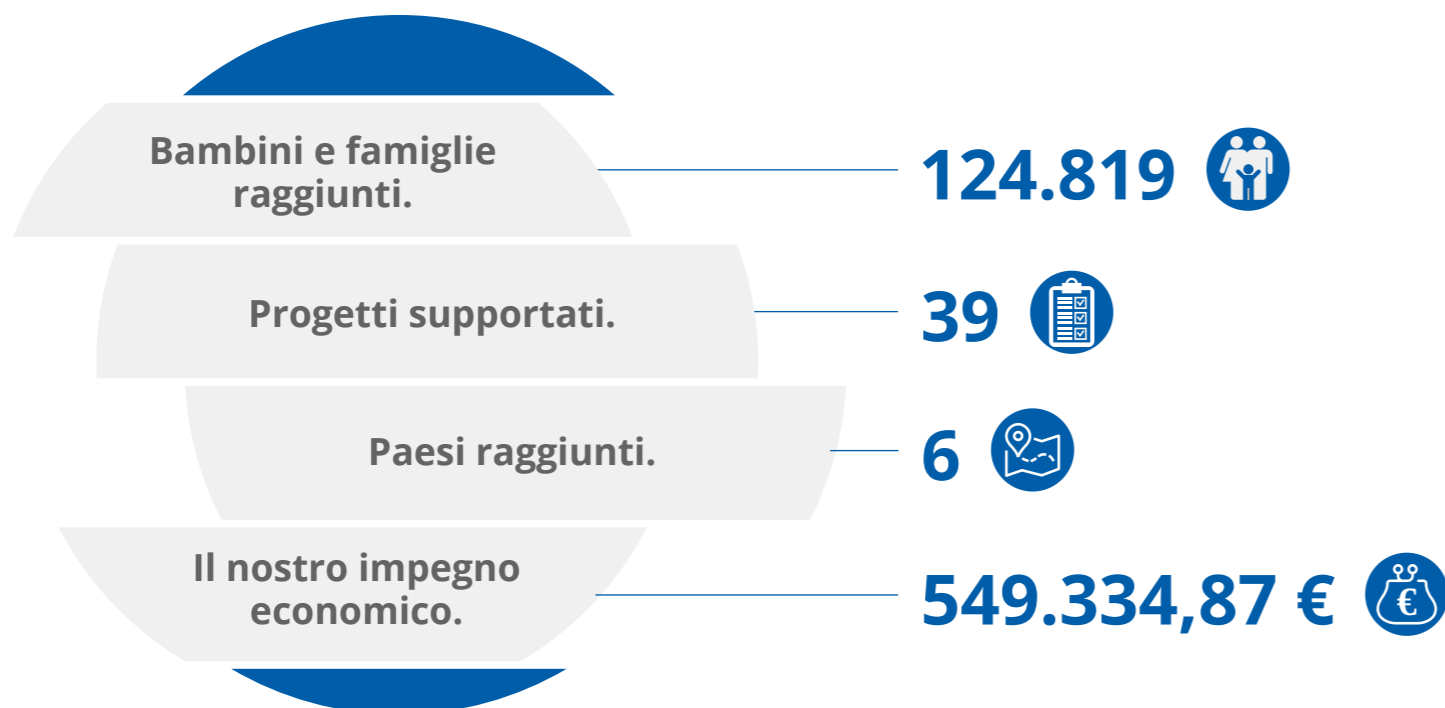 Bambini e famiglie
raggiunti.
124.819
Progetti supportati.
39
Paesi raggiunti.
6
Il nostro impegno
economico.
549.334,87 €
€